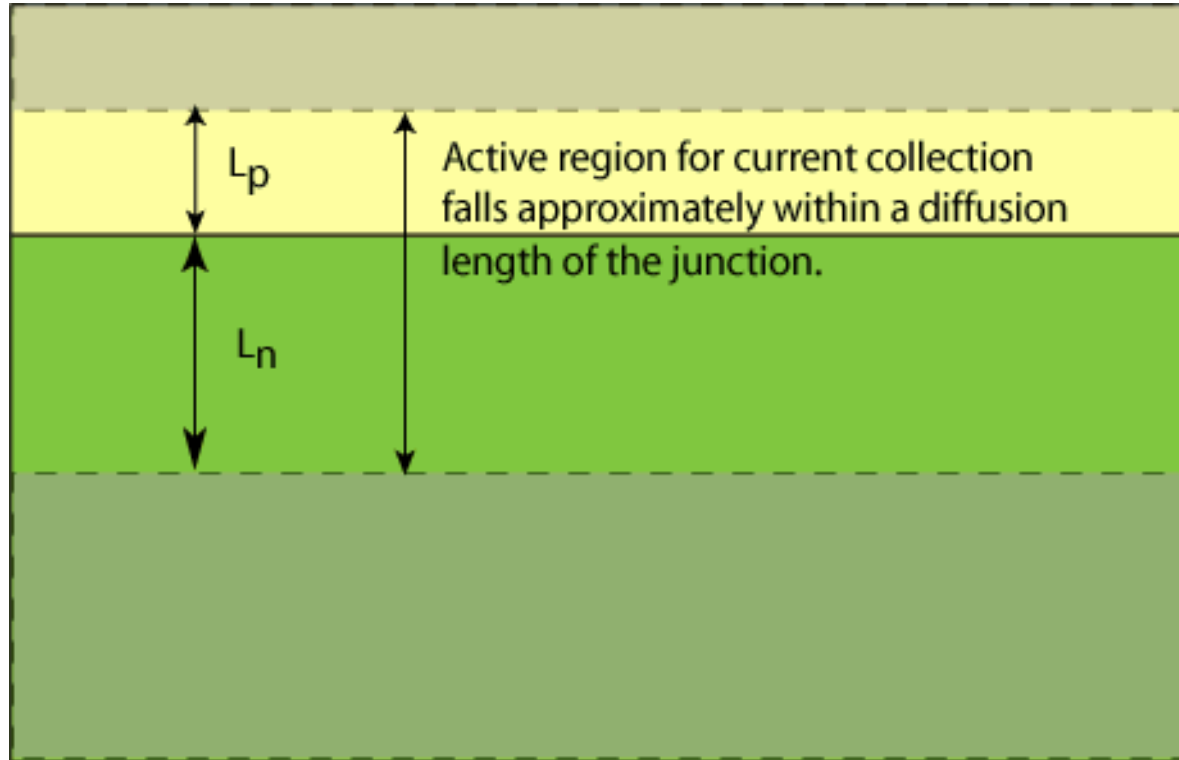 Lp
Active region for current collection
falls approximately within a diffusion
length of the junction.
Ln